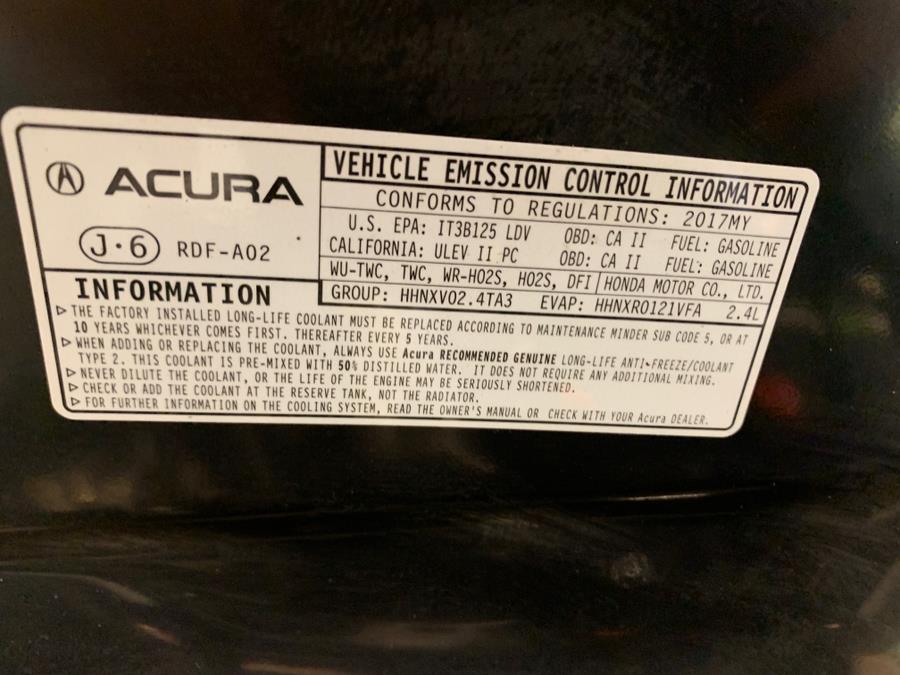 ACURA
J·6 RDF-A02
VEHICLE EMISSION CONTROL INFORMATION
CONFORMS TO REGULATIONS: 2017MY
U.S. EPA: IT3B125 LDV OBD: CA II FUEL: GASOLINE
CALIFORNIA: ULEV II PC OBD: CA II FUEL: GASOLINE
WU-TWC, TWC, WR-HO2S, HO2S, DFI HONDA MOTOR CO., LTD.
GROUP: HHNXV02.4TA3 EVAP: HHNXR0121VFA 2.4L
INFORMATION
▷ THE FACTORY INSTALLED LONG-LIFE COOLANT MUST BE REPLACED ACCORDING TO MAINTENANCE MINDER SUB CODE 5, OR AT
10 YEARS WHICHEVER COMES FIRST. THEREAFTER EVERY 5 YEARS.
▷ WHEN ADDING OR REPLACING THE COOLANT, ALWAYS USE Acura RECOMMENDED GENUINE LONG-LIFE ANTI-FREEZE/COOLANT
TYPE 2. THIS COOLANT IS PRE-MIXED WITH 50% DISTILLED WATER. IT DOES NOT REQUIRE ANY ADDITIONAL MIXING.
▷ NEVER DILUTE THE COOLANT, OR THE LIFE OF THE ENGINE MAY BE SERIOUSLY SHORTENED.
▷ CHECK OR ADD THE COOLANT AT THE RESERVE TANK, NOT THE RADIATOR.
▷ FOR FURTHER INFORMATION ON THE COOLING SYSTEM, READ THE OWNER'S MANUAL OR CHECK WITH YOUR Acura DEALER.